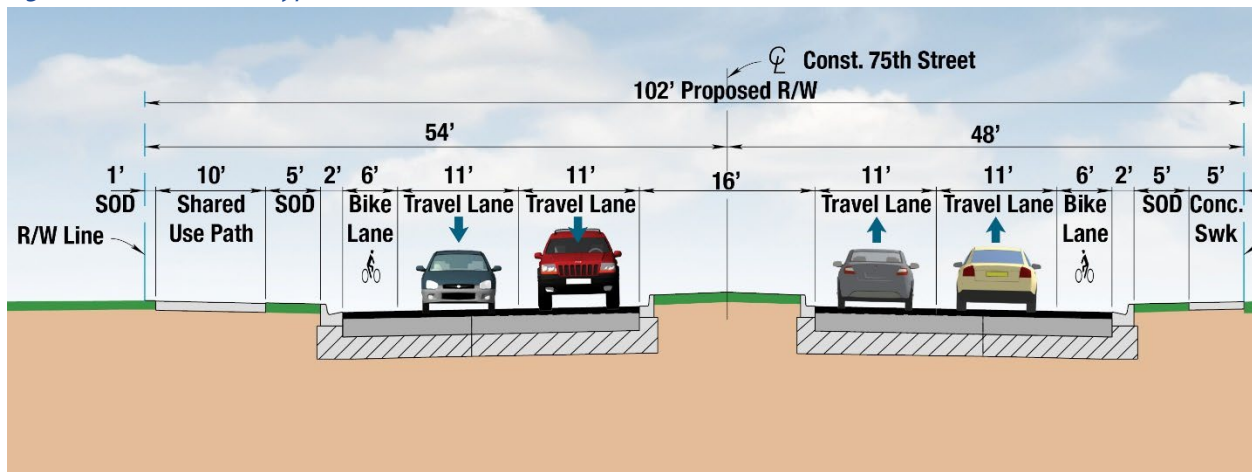 ℄ Const. 75th Street
102’ Proposed R/W
54’ 48’
1’ 10’ 5’ 2’ 6’ 11’ 11’ 16’ 11’ 11’ 6’ 2’ 5’ 5’
SOD Shared SOD Bike Travel Lane Travel Lane Travel Lane Travel Lane Bike SOD Conc.
Use Path Lane Lane Swk
R/W Line